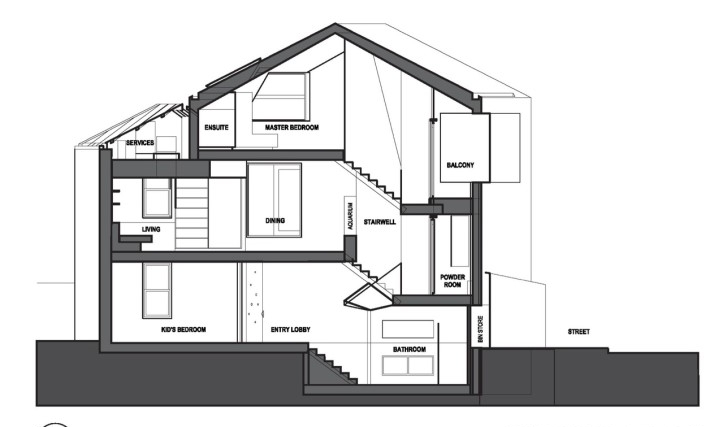 ENSUITE
MASTER BEDROOM
SERVICES
BALCONY
AQUARIUM
DINING
STAIRWELL
LIVING
POWDER
ROOM
KID'S BEDROOM
ENTRY LOBBY
BIN STORE
STREET
BATHROOM